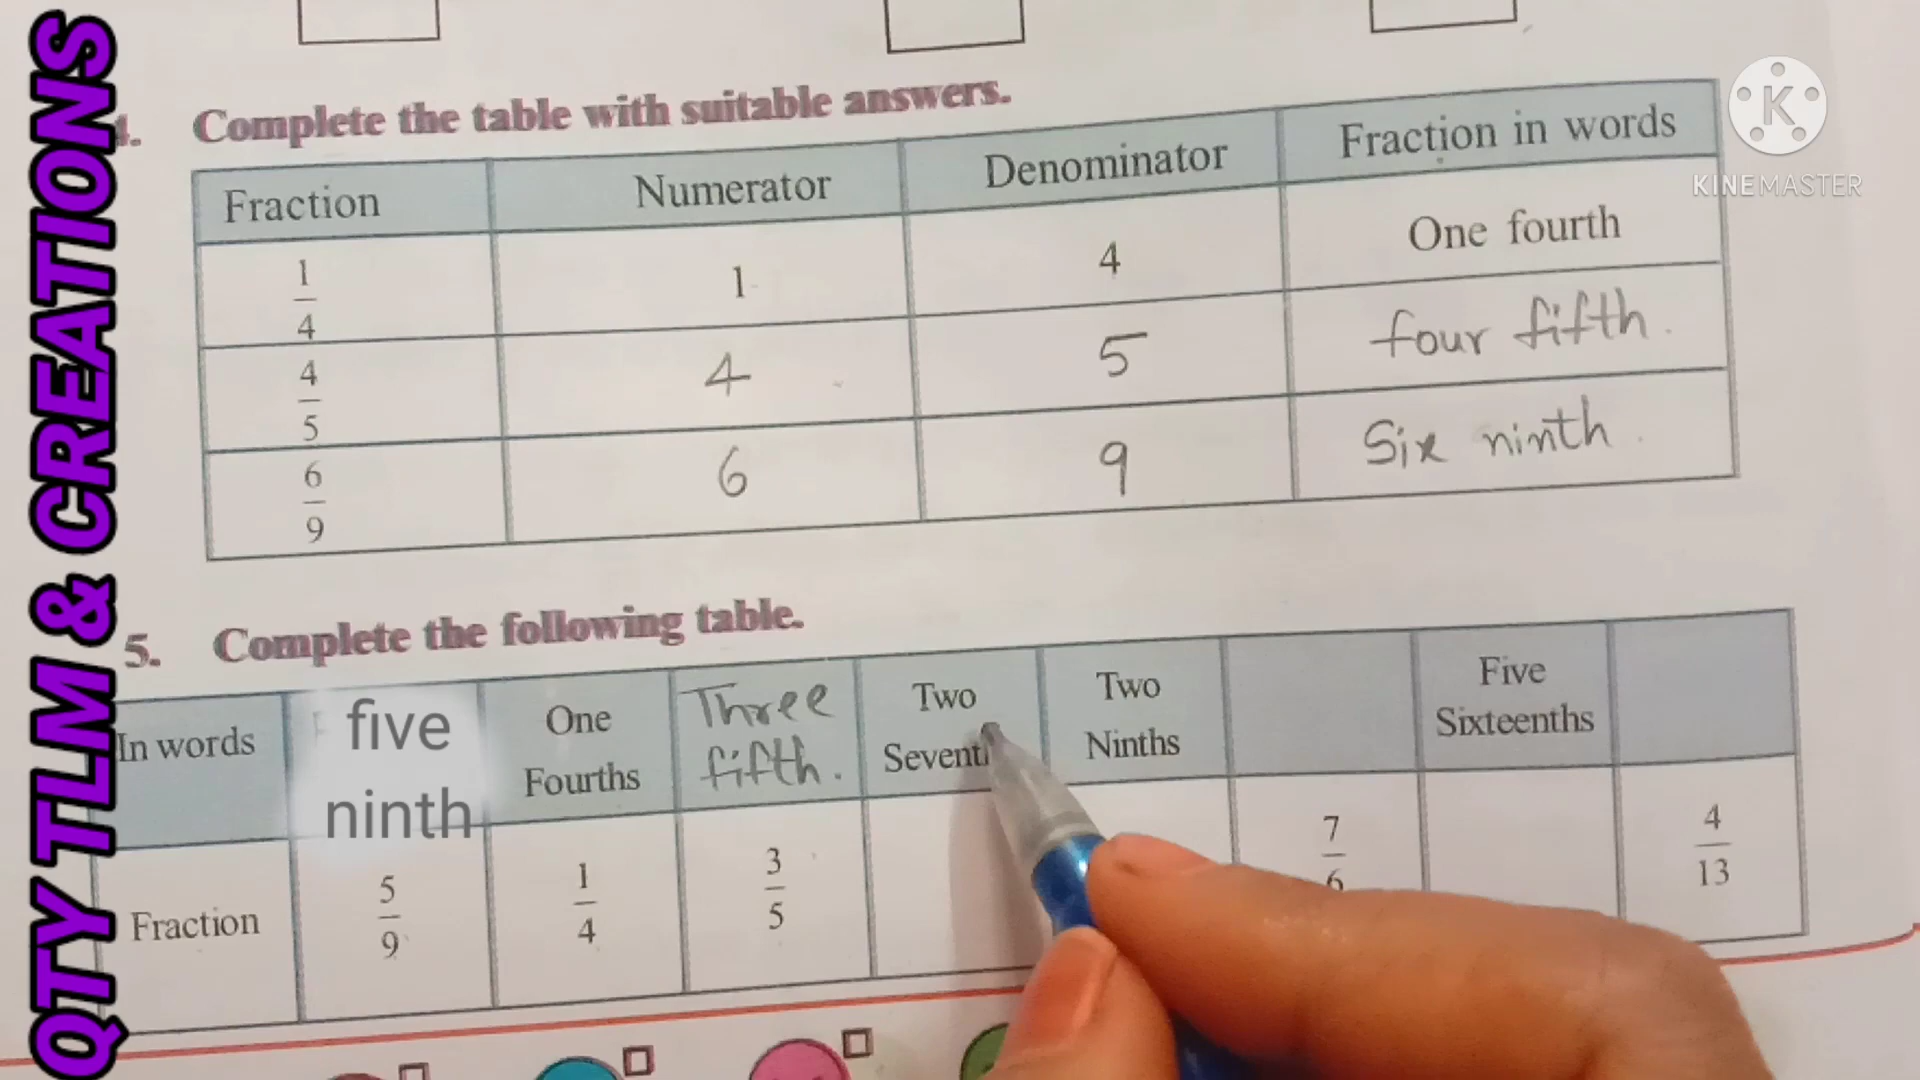 QTY TLM & CREATIONS
KINEMASTER
4. Complete the table with suitable answers.
Fraction Numerator Denominator Fraction in words
1/4 1 4 One fourth
4/5 4 5 four fifth.
6/9 6 9 Six ninth.
5. Complete the following table.
In words five ninth One Fourths Three fifth. Two Two Ninths Five Sixteenths
Fraction 5/9 1/4 3/5 7/6 4/13